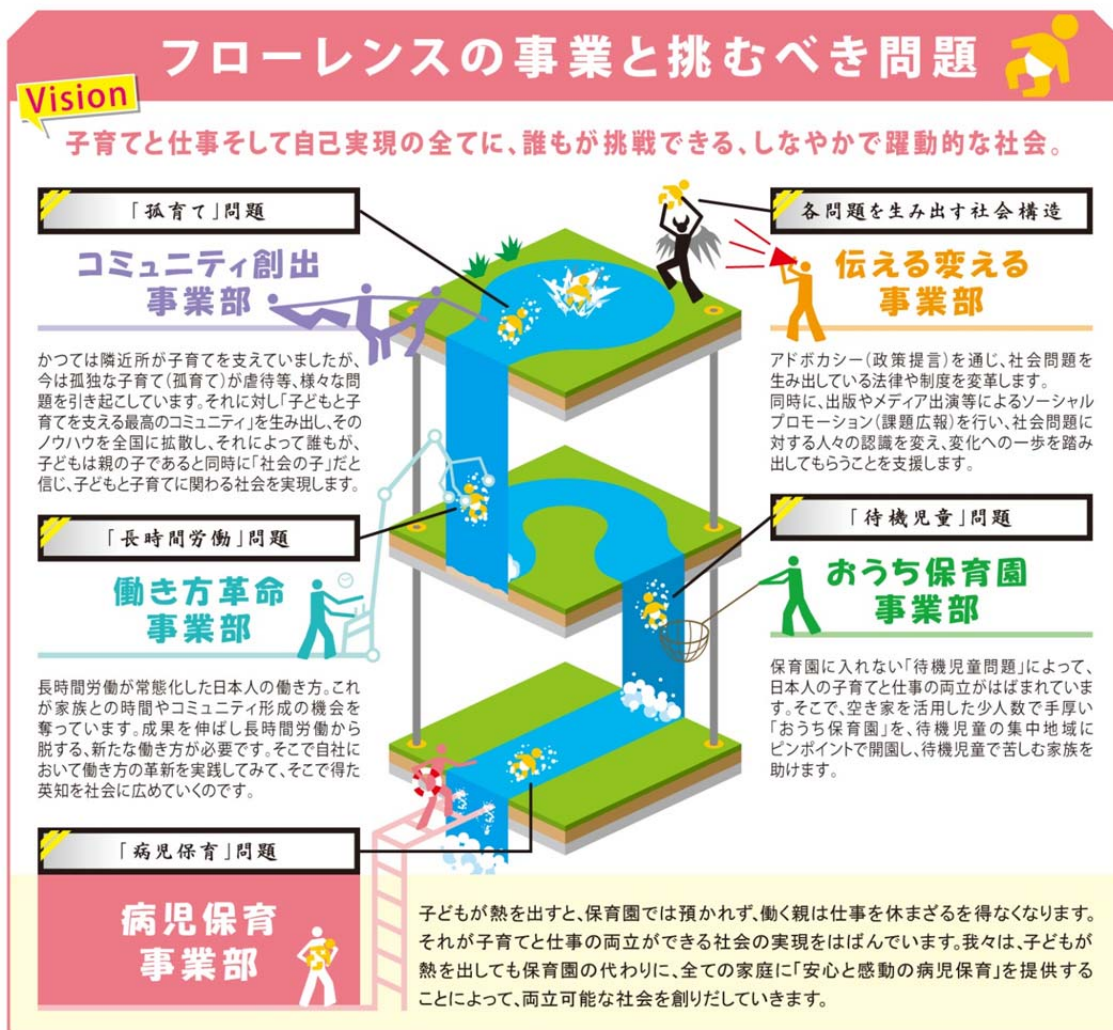 フローレンスの事業と挑むべき問題
Vision
子育てと仕事そして自己実現の全てに、誰もが挑戦できる、しなやかで躍動的な社会。
「孤育て」問題
コミュニティ創出
事業部
かつては隣近所が子育てを支えていましたが、
今は孤独な子育て(孤育て)が虐待等、様々な問
題を引き起こしています。それに対し「子どもと子
育てを支える最高のコミュニティ」を生み出し、その
ノウハウを全国に拡散し、それによって誰もが、
子どもは親の子であると同時に「社会の子」だと
信じ、子どもと子育てに関わる社会を実現します。
各問題を生み出す社会構造
伝える変える
事業部
アドボカシー(政策提言)を通じ、社会問題を
生み出している法律や制度を変革します。
同時に、出版やメディア出演等によるソーシャル
プロモーション(課題広報)を行い、社会問題に
対する人々の認識を変え、変化への一歩を踏み
出してもらうことを支援します。
「長時間労働」問題
働き方革命
事業部
長時間労働が常態化した日本人の働き方。これ
が家族との時間やコミュニティ形成の機会を
奪っています。成果を伸ばし長時間労働から
脱する、新たな働き方が必要です。そこで自社に
おいて働き方の革新を実践してみて、そこで得た
英知を社会に広めていくのです。
「待機児童」問題
おうち保育園
事業部
保育園に入れない「待機児童問題」によって、
日本人の子育てと仕事の両立がはばまれていま
す。そこで、空き家を活用した少人数で手厚い
「おうち保育園」を、待機児童の集中地域に
ピンポイントで開園し、待機児童で苦しむ家族を
助けます。
「病児保育」問題
病児保育
事業部
子どもが熱を出すと、保育園では預かれず、働く親は仕事を休まざるを得なくなります。
それが子育てと仕事の両立ができる社会の実現をはばんでいます。我々は、子どもが
熱を出しても保育園の代わりに、全ての家庭に「安心と感動の病児保育」を提供する
ことによって、両立可能な社会を創りだしていきます。